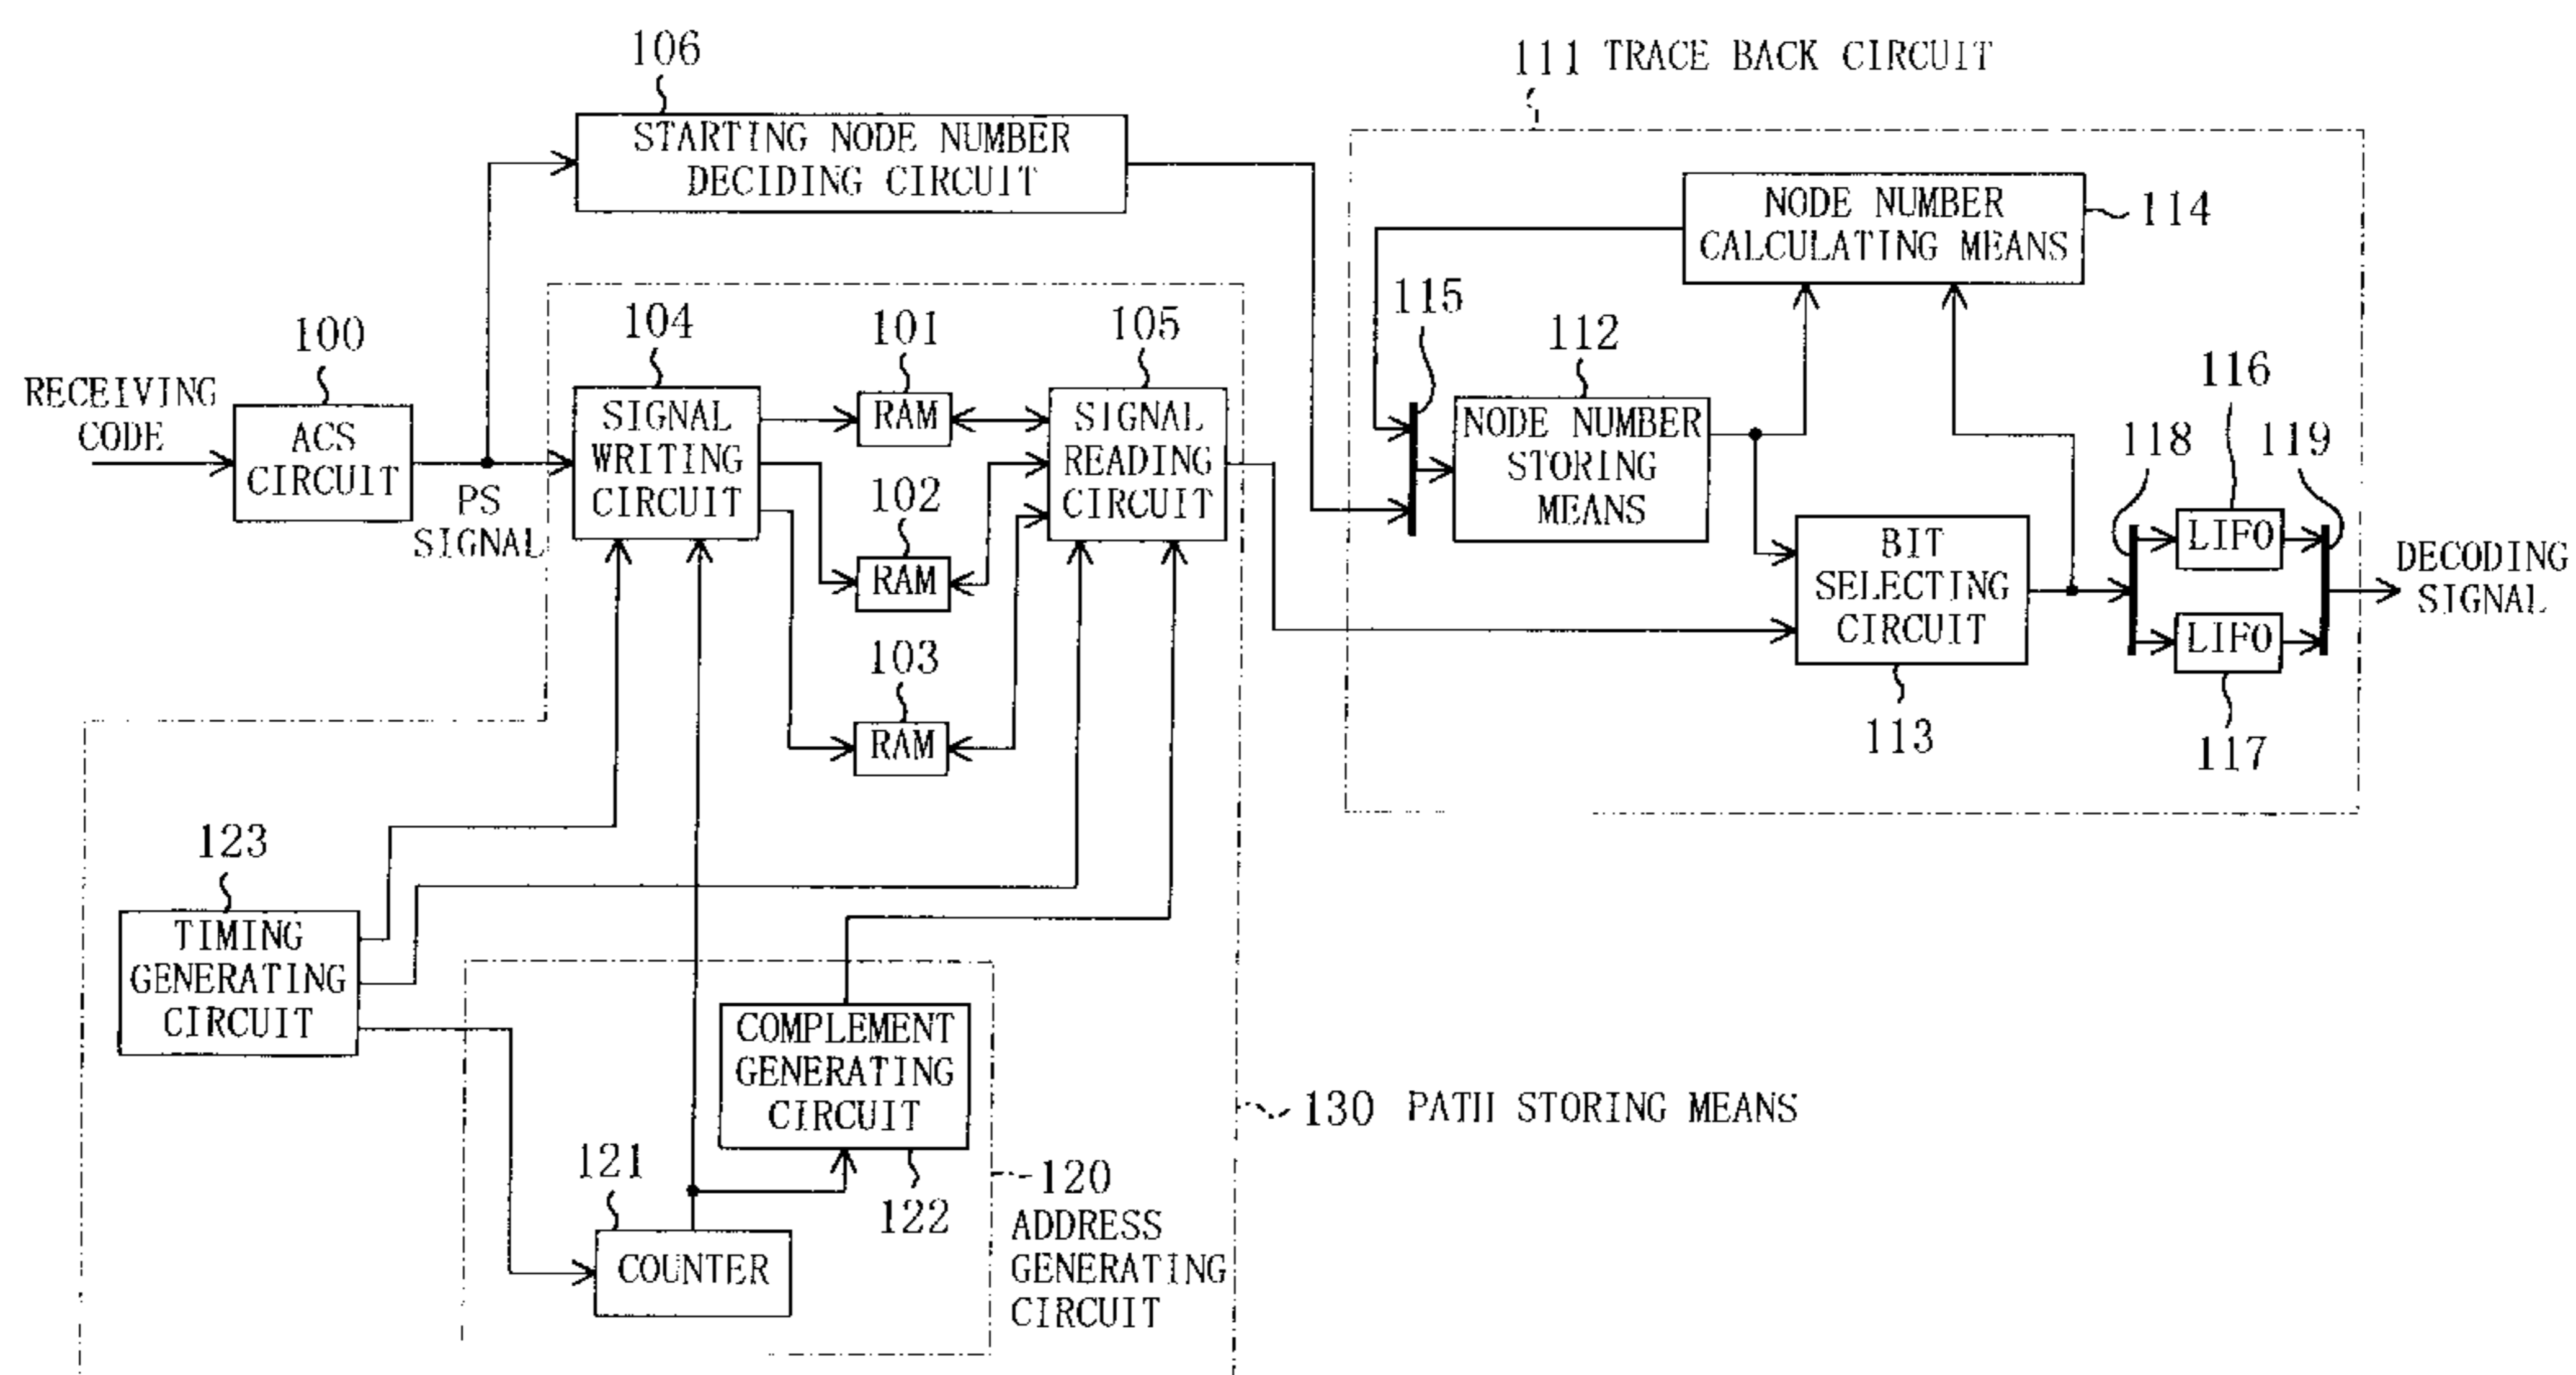 106
111 TRACE BACK CIRCUIT
STARTING NODE NUMBER
DECIDING CIRCUIT
NODE NUMBER
CALCULATING MEANS
114
115
112
100
104
101
105
116
RECEIVING
CODE
ACS
CIRCUIT
PS
SIGNAL
SIGNAL
WRITING
CIRCUIT
RAM
102
RAM
103
RAM
SIGNAL
READING
CIRCUIT
NODE NUMBER
STORING
MEANS
BIT
SELECTING
CIRCUIT
113
118
119
LIFO
LIFO
117
DECODING
SIGNAL
123
TIMING
GENERATING
CIRCUIT
COMPLEMENT
GENERATING
CIRCUIT
122
121
COUNTER
120
ADDRESS
GENERATING
CIRCUIT
130 PATH STORING MEANS